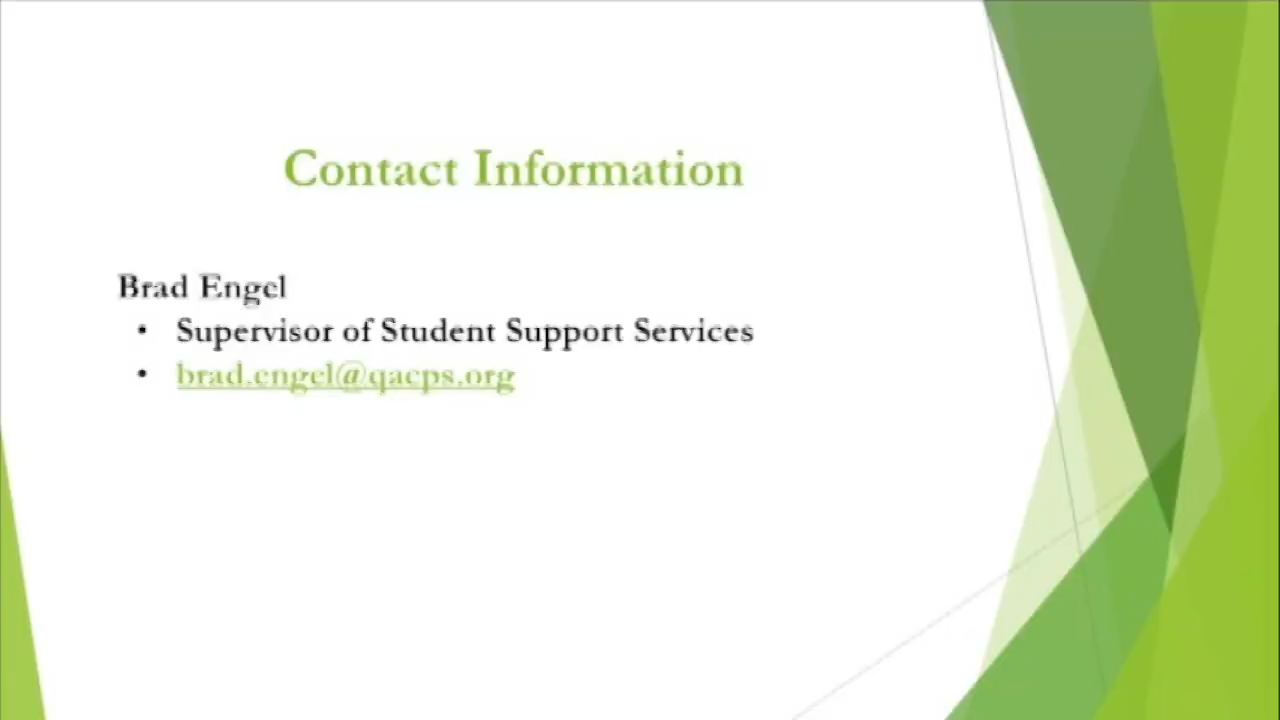 Contact Information
Brad Engel
• Supervisor of Student Support Services
• brad.engel@qacps.org